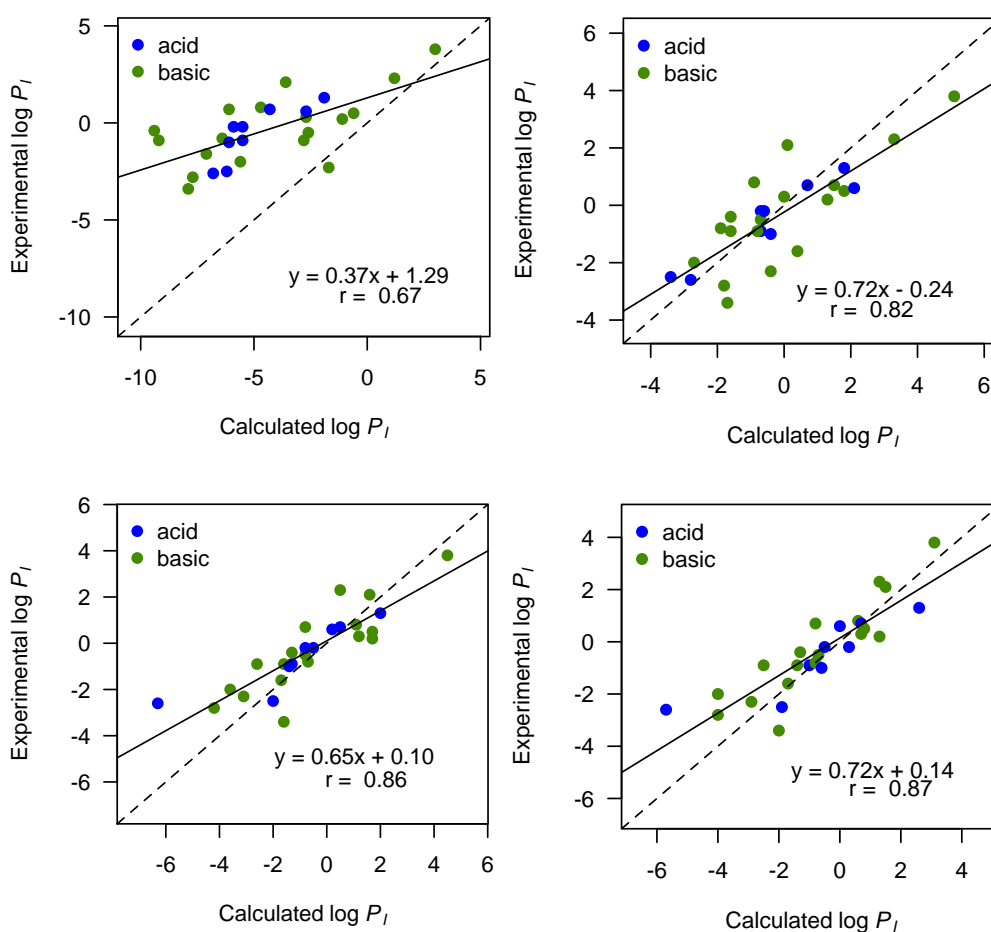 5
0
-5
-10
Experimental log P_I
acid
basic
y = 0.37x + 1.29
r = 0.67
-10
-5
0
5
Calculated log P_I
6
4
2
0
-2
-4
Experimental log P_I
acid
basic
y = 0.72x - 0.24
r = 0.82
-4
-2
0
2
4
6
Calculated log P_I
6
4
2
0
-2
-4
-6
Experimental log P_I
acid
basic
y = 0.65x + 0.10
r = 0.86
-6
-4
-2
0
2
4
6
Calculated log P_I
4
2
0
-2
-4
-6
Experimental log P_I
acid
basic
y = 0.72x + 0.14
r = 0.87
-6
-4
-2
0
2
4
Calculated log P_I